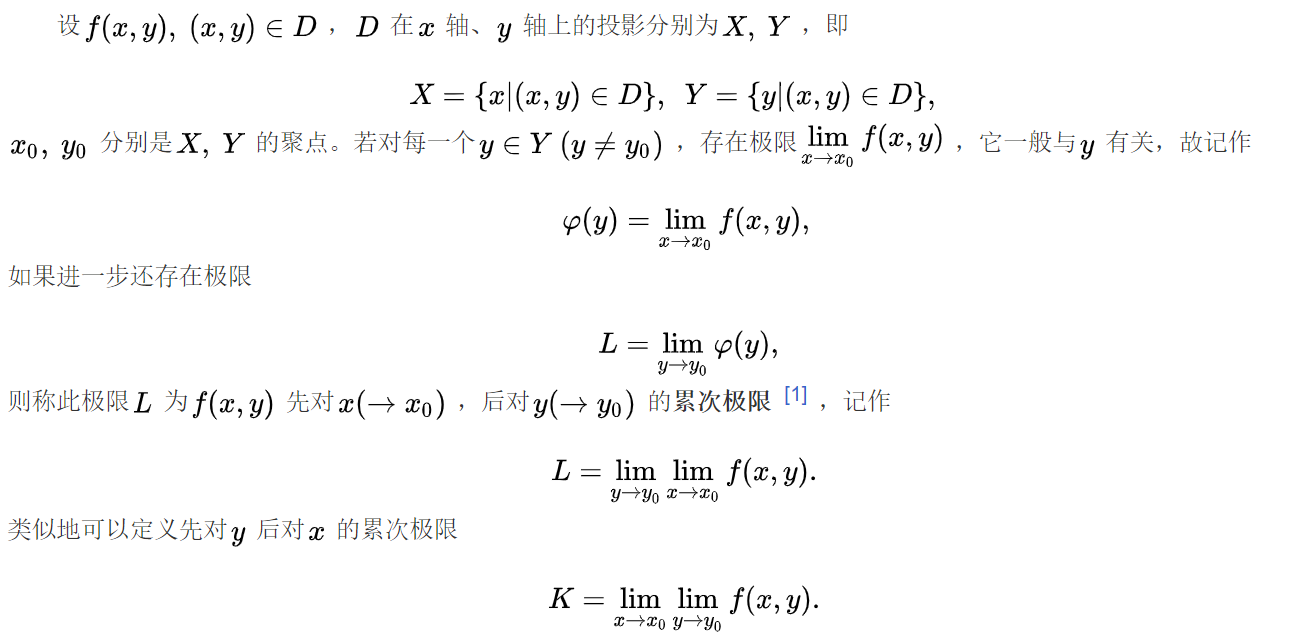 设 f(x,y), (x,y) ∈ D ， D 在 x 轴、 y 轴上的投影分别为 X, Y ，即
X = {x|(x,y) ∈ D}, Y = {y|(x,y) ∈ D},
x₀, y₀ 分别是 X, Y 的聚点。若对每一个 y ∈ Y (y ≠ y₀) ，存在极限 lim_{x→x₀} f(x,y) ，它一般与 y 有关，故记作
φ(y) = lim_{x→x₀} f(x,y),
如果进一步还存在极限
L = lim_{y→y₀} φ(y),
则称此极限 L 为 f(x,y) 先对 x(→ x₀) ，后对 y(→ y₀) 的累次极限 [1] ，记作
L = lim_{y→y₀} lim_{x→x₀} f(x,y).
类似地可以定义先对 y 后对 x 的累次极限
K = lim_{x→x₀} lim_{y→y₀} f(x,y).